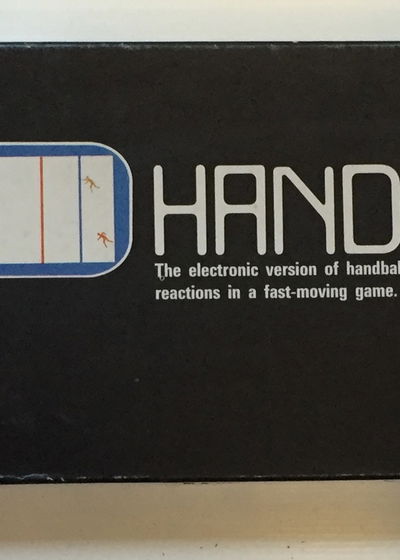 HAND
The electronic version of handbal
reactions in a fast-moving game.